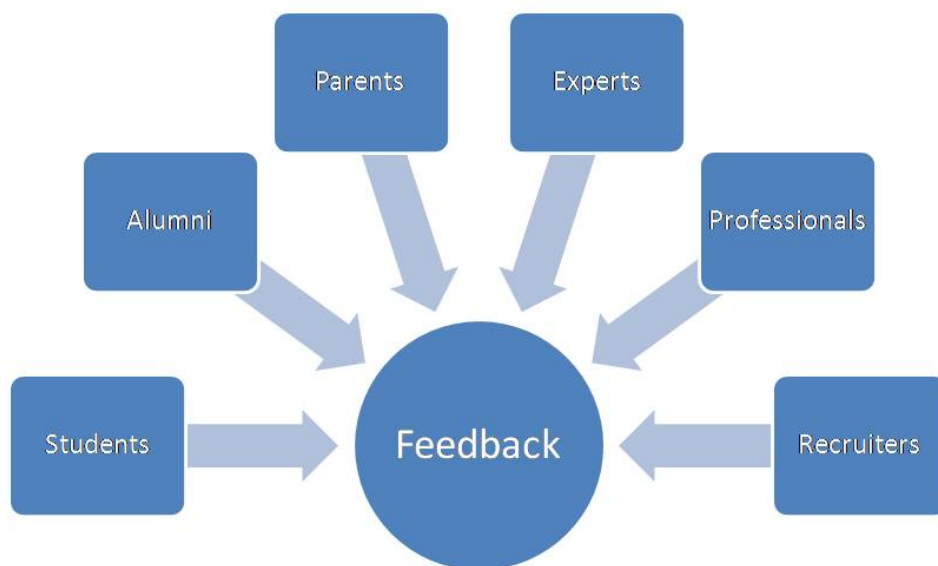 Parents
Experts
Alumni
Professionals
Students
Feedback
Recruiters